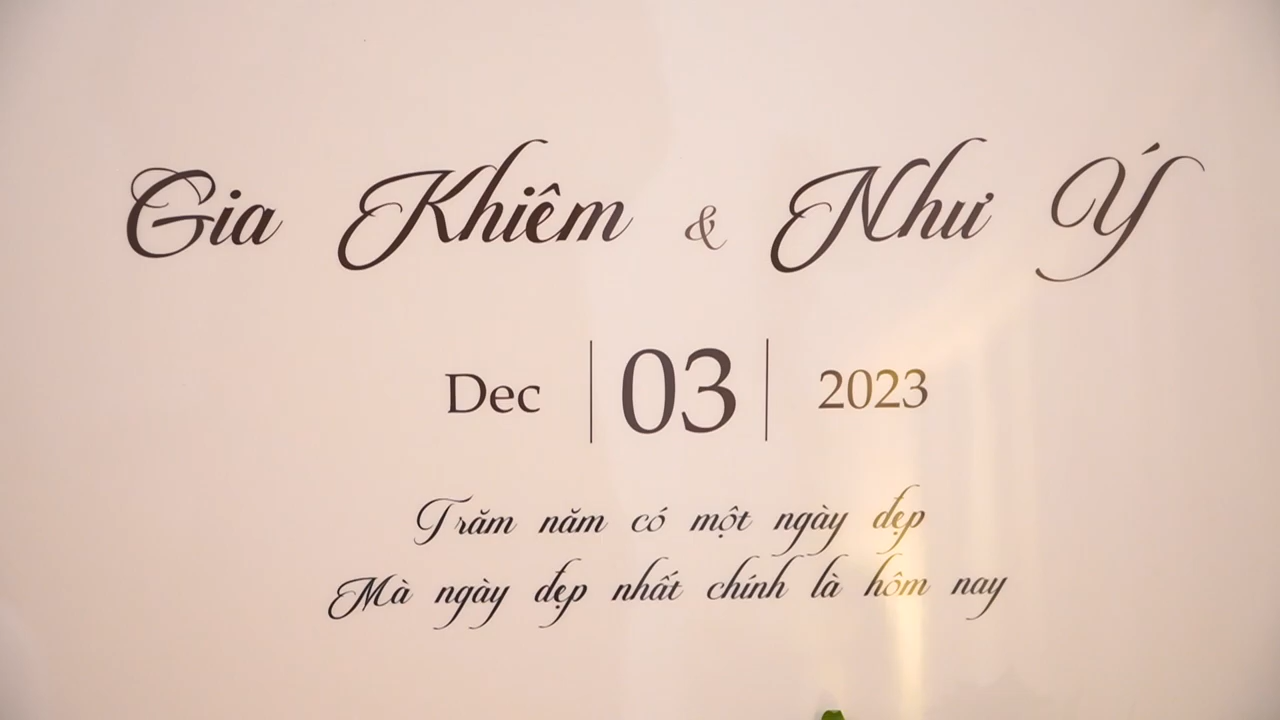 Gia Khiêm & Như Ý
Dec | 03 | 2023
Trăm năm có một ngày đẹp
Mà ngày đẹp nhất chính là hôm nay